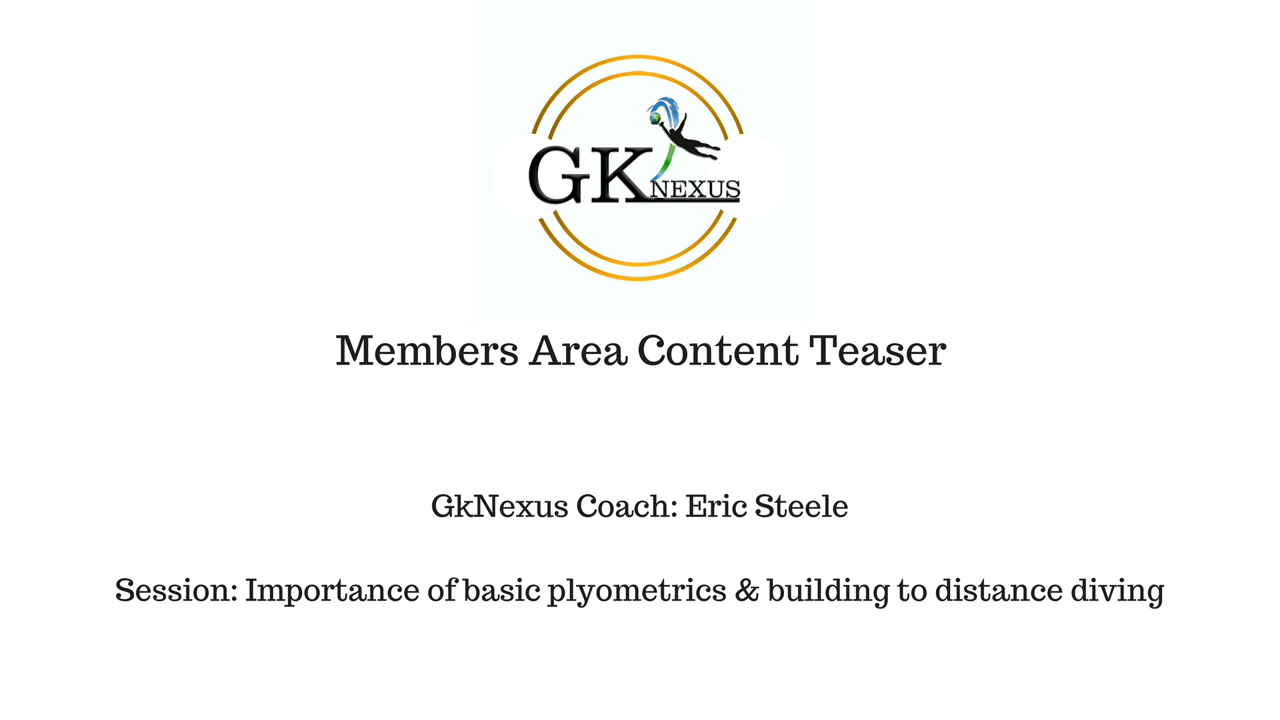 GK NEXUS
Members Area Content Teaser
GkNexus Coach: Eric Steele
Session: Importance of basic plyometrics & building to distance diving